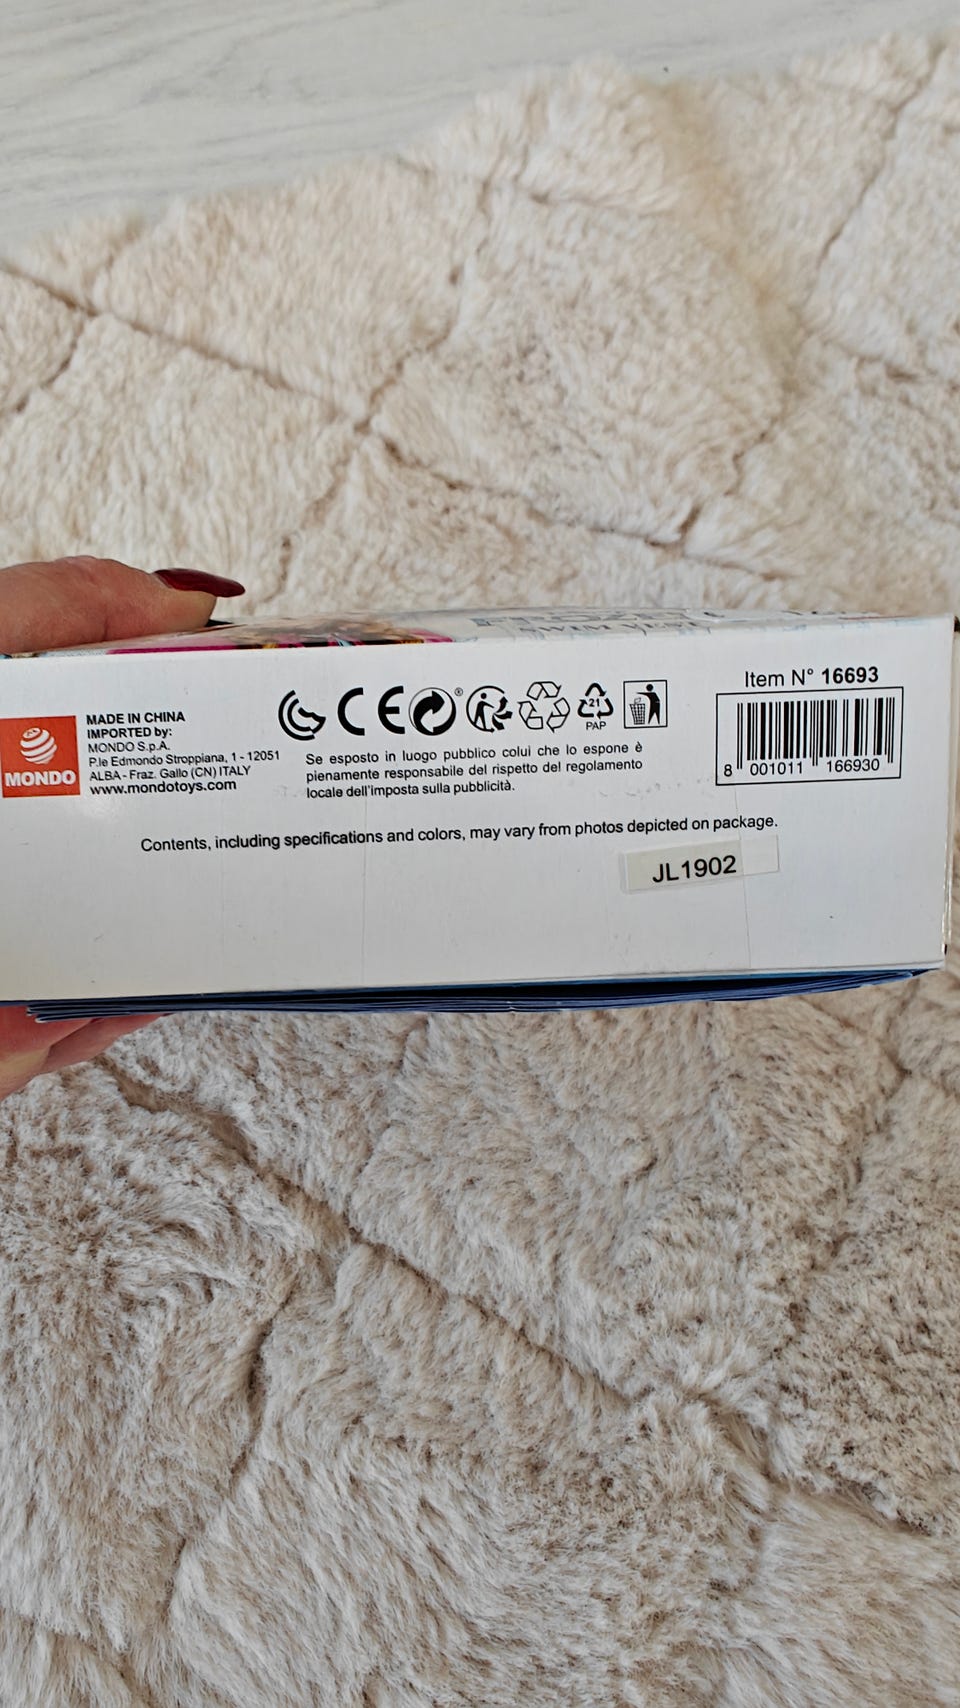 SWIM VEST
MONDO
MADE IN CHINA
IMPORTED by:
MONDO S.p.A.
P.le Edmondo Stroppiana, 1 - 12051
ALBA - Fraz. Gallo (CN) ITALY
www.mondotoys.com
CE
®
21
PAP
Se esposto in luogo pubblico colui che lo espone è
pienamente responsabile del rispetto del regolamento
locale dell'imposta sulla pubblicità.
Item N° 16693
8 001011 166930
Contents, including specifications and colors, may vary from photos depicted on package.
JL1902